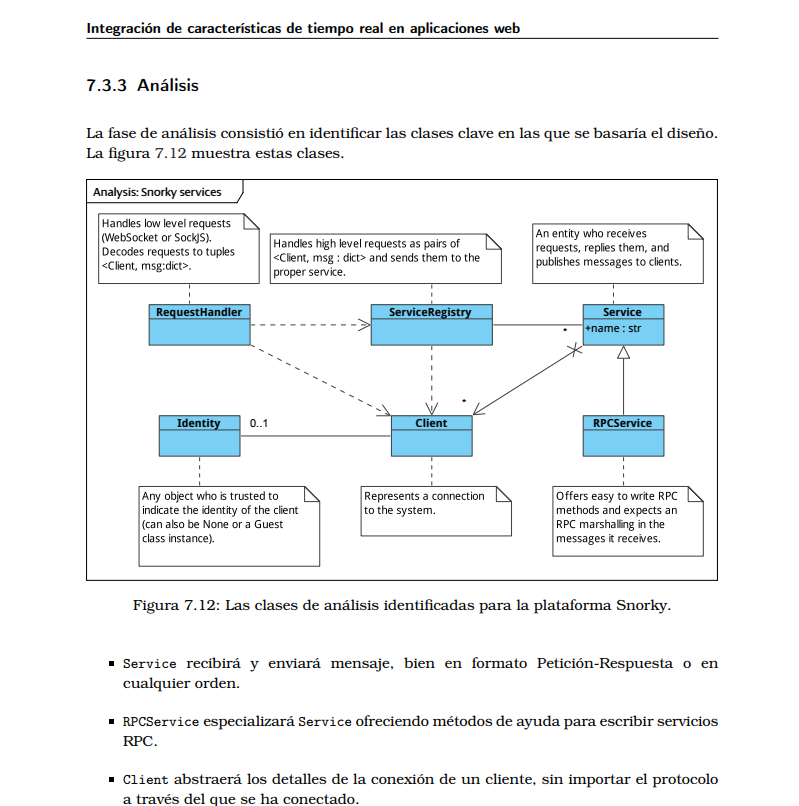 Integración de características de tiempo real en aplicaciones web
7.3.3 Análisis
La fase de análisis consistió en identificar las clases clave en las que se basaría el diseño.
La figura 7.12 muestra estas clases.
Analysis: Snorky services
Handles low level requests
(WebSocket or SockJS).
Decodes requests to tuples
<Client, msg:dict>.
Handles high level requests as pairs of
<Client, msg : dict> and sends them to the
proper service.
An entity who receives
requests, replies them, and
publishes messages to clients.
RequestHandler
ServiceRegistry
Service
+name : str
*
*
Identity
0..1
Client
RPCService
Any object who is trusted to
indicate the identity of the client
(can also be None or a Guest
class instance).
Represents a connection
to the system.
Offers easy to write RPC
methods and expects an
RPC marshalling in the
messages it receives.
Figura 7.12: Las clases de análisis identificadas para la plataforma Snorky.
▪ Service recibirá y enviará mensaje, bien en formato Petición-Respuesta o en
cualquier orden.
▪ RPCService especializará Service ofreciendo métodos de ayuda para escribir servicios
RPC.
▪ Client abstraerá los detalles de la conexión de un cliente, sin importar el protocolo
a través del que se ha conectado.